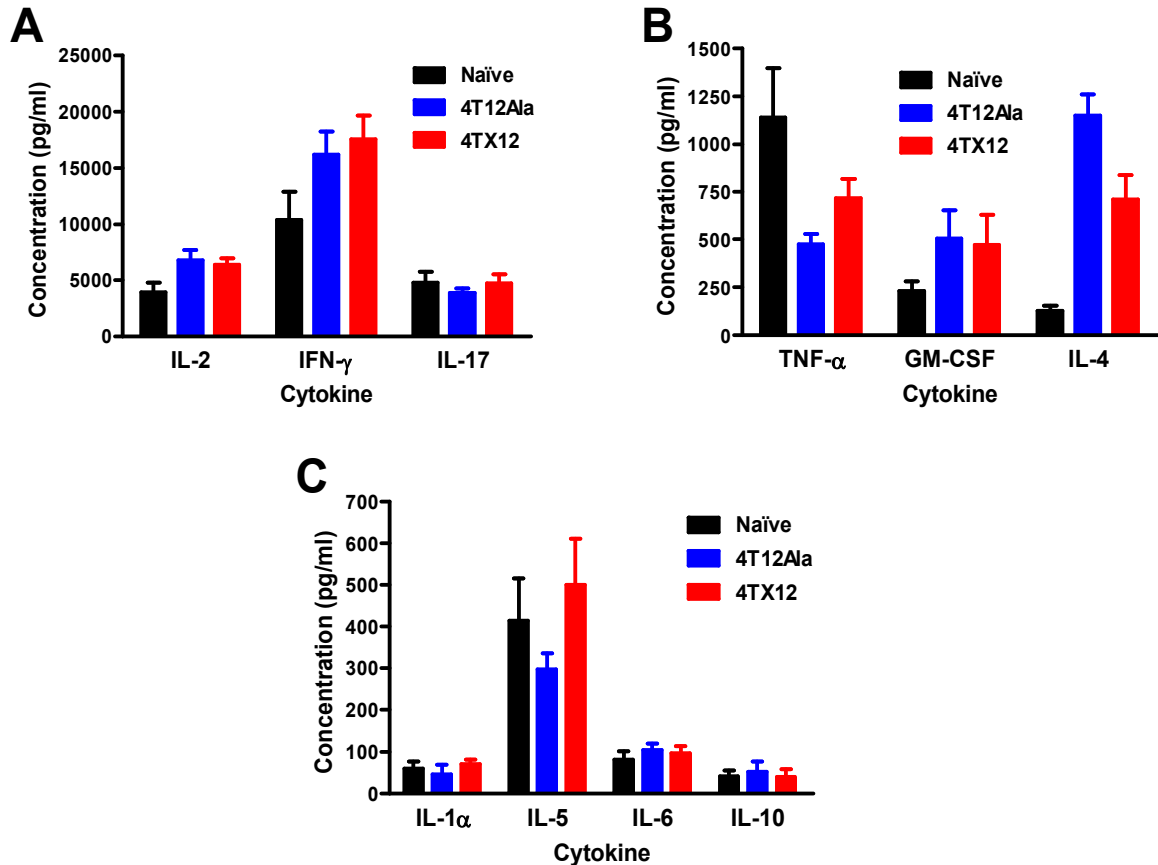 A
Concentration (pg/ml)
25000
20000
15000
10000
5000
0
Naïve
4T12Ala
4TX12
IL-2 IFN-γ IL-17
Cytokine
B
Concentration (pg/ml)
1500
1250
1000
750
500
250
0
Naïve
4T12Ala
4TX12
TNF-α GM-CSF IL-4
Cytokine
C
Concentration (pg/ml)
700
600
500
400
300
200
100
0
Naïve
4T12Ala
4TX12
IL-1α IL-5 IL-6 IL-10
Cytokine